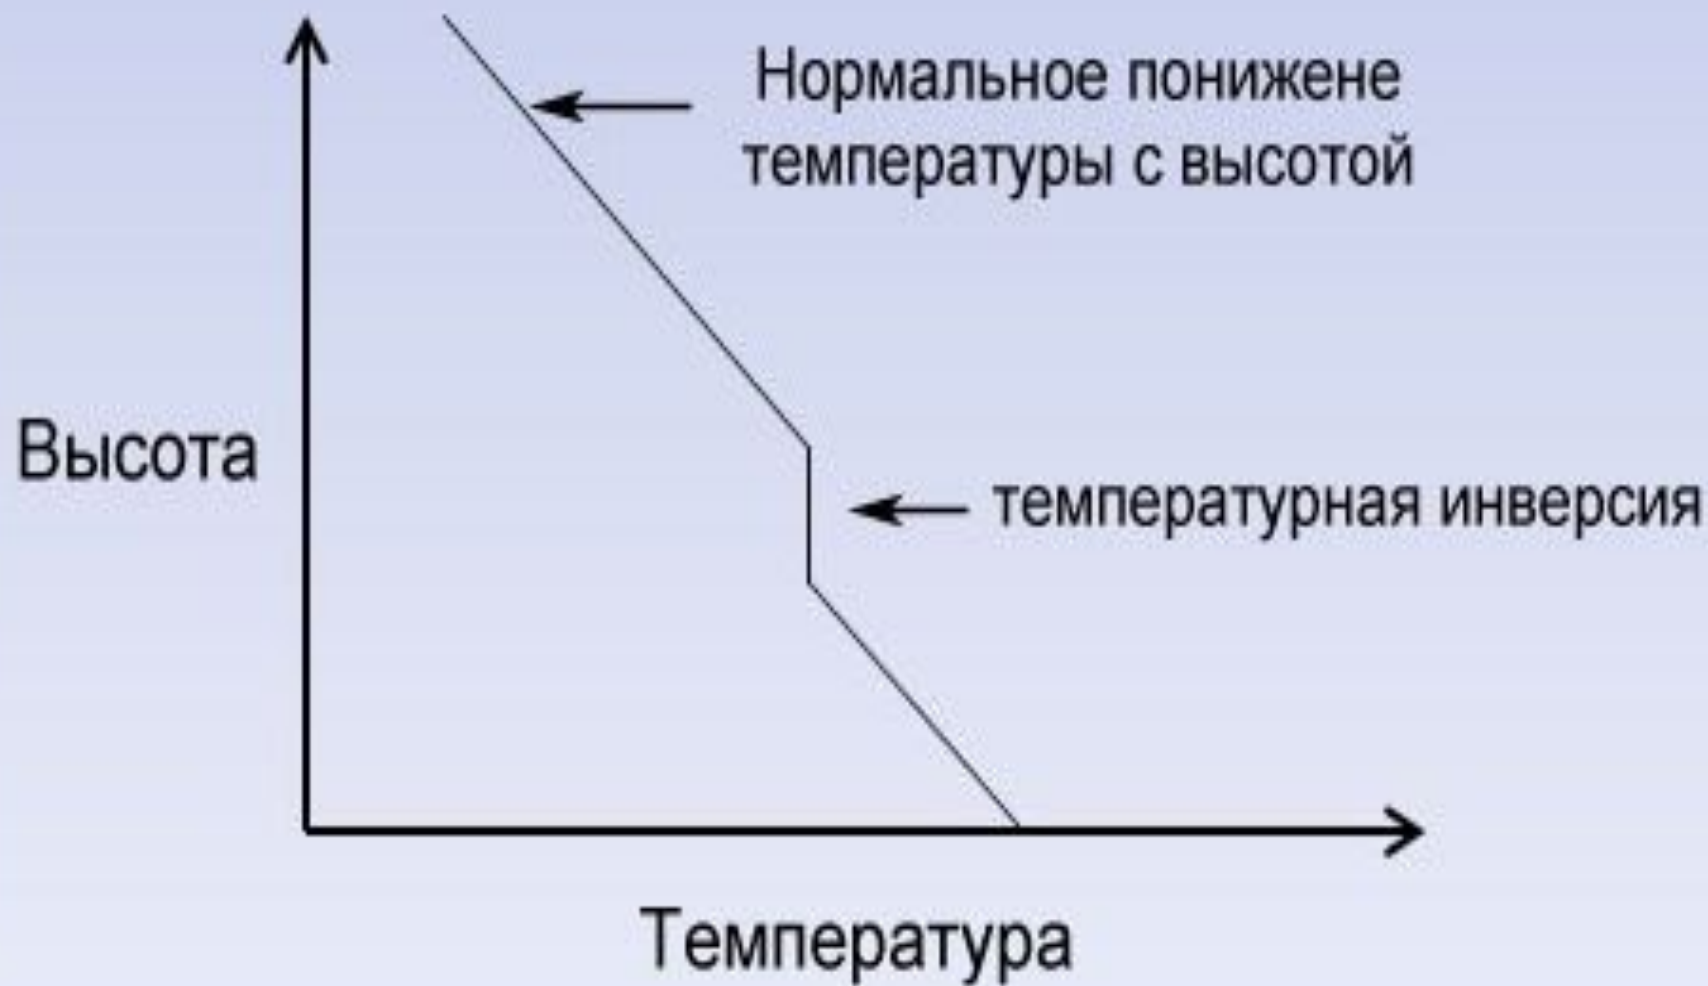 Нормальное понижене
температуры с высотой
Высота
температурная инверсия
Температура